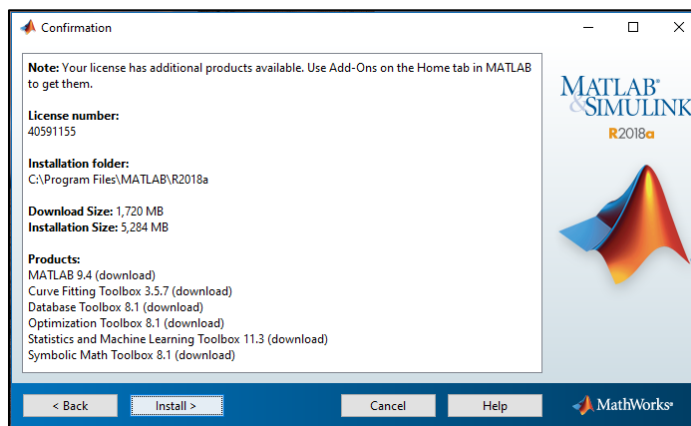 Confirmation
Note: Your license has additional products available. Use Add-Ons on the Home tab in MATLAB
to get them.
License number:
40591155
Installation folder:
C:\Program Files\MATLAB\R2018a
Download Size: 1,720 MB
Installation Size: 5,284 MB
Products:
MATLAB 9.4 (download)
Curve Fitting Toolbox 3.5.7 (download)
Database Toolbox 8.1 (download)
Optimization Toolbox 8.1 (download)
Statistics and Machine Learning Toolbox 11.3 (download)
Symbolic Math Toolbox 8.1 (download)
MATLAB®
&SIMULINK
R2018a
< Back
Install >
Cancel
Help
MathWorks®